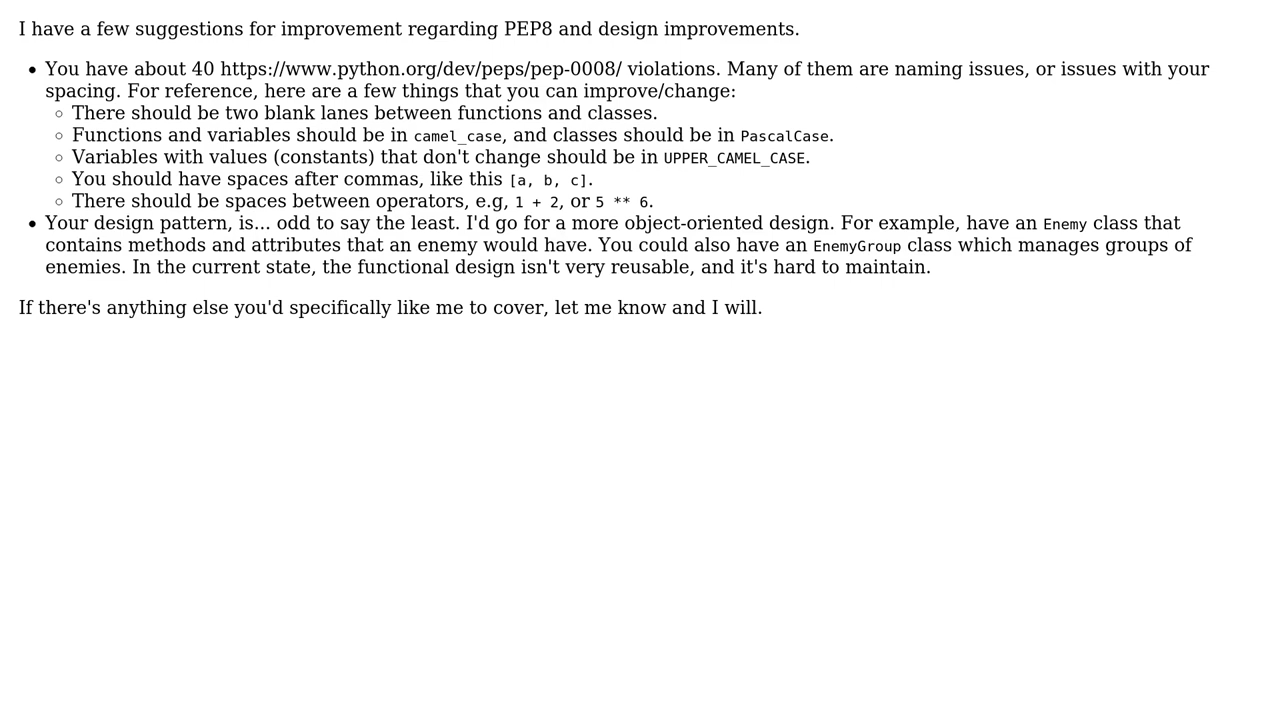 I have a few suggestions for improvement regarding PEP8 and design improvements.
You have about 40 https://www.python.org/dev/peps/pep-0008/ violations. Many of them are naming issues, or issues with your
spacing. For reference, here are a few things that you can improve/change:
There should be two blank lanes between functions and classes.
Functions and variables should be in camel_case, and classes should be in PascalCase.
Variables with values (constants) that don't change should be in UPPER_CAMEL_CASE.
You should have spaces after commas, like this [a, b, c].
There should be spaces between operators, e.g, 1 + 2, or 5 ** 6.
Your design pattern, is... odd to say the least. I'd go for a more object-oriented design. For example, have an Enemy class that
contains methods and attributes that an enemy would have. You could also have an EnemyGroup class which manages groups of
enemies. In the current state, the functional design isn't very reusable, and it's hard to maintain.
If there's anything else you'd specifically like me to cover, let me know and I will.